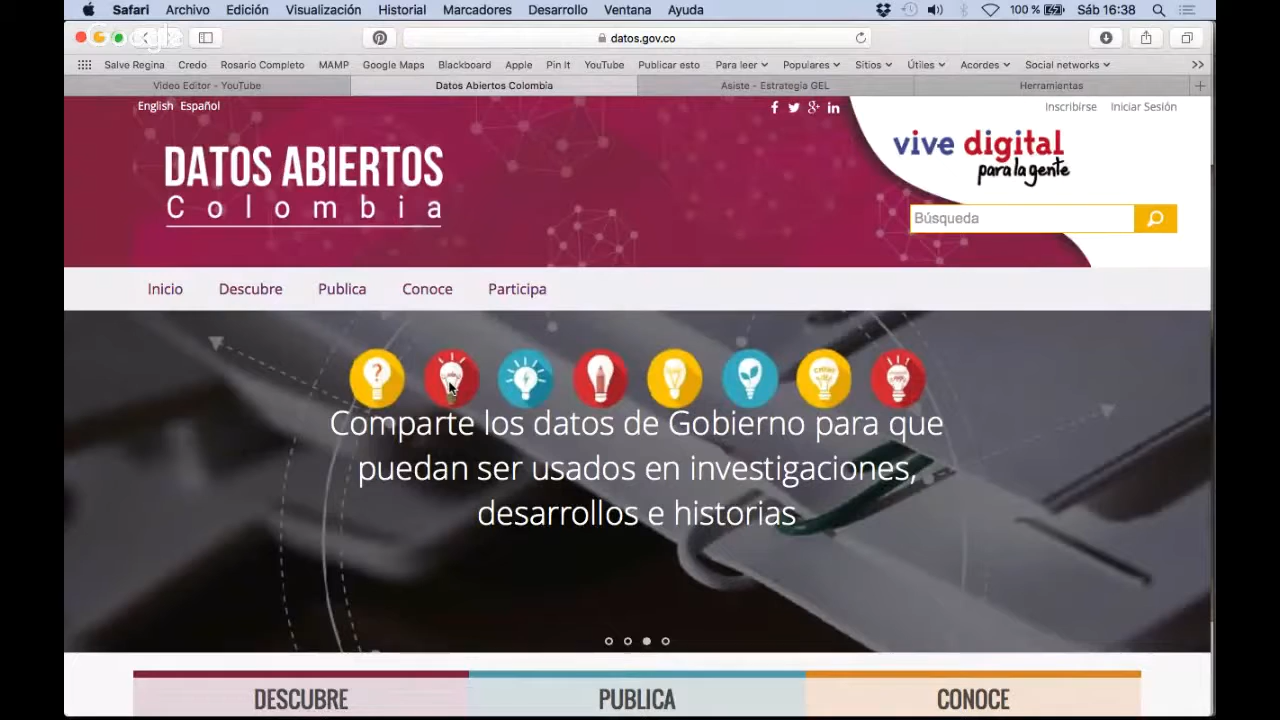 Safari Archivo Edición Visualización Historial Marcadores Desarrollo Ventana Ayuda 100 % Sáb 16:38
Google
datos.gov.co
Salve Regina Credo Rosario Completo MAMP Google Maps Blackboard Apple Pin It YouTube Publicar esto Para leer Populares Sitios Útiles Acordes Social networks
Video Editor - YouTube Datos Abiertos Colombia Asiste - Estrategia GEL Herramientas
English Español Inscribirse Iniciar Sesión
vive digital
para la gente
DATOS ABIERTOS
Colombia
Búsqueda
Inicio Descubre Publica Conoce Participa
Comparte los datos de Gobierno para que
puedan ser usados en investigaciones,
desarrollos e historias
DESCUBRE PUBLICA CONOCE